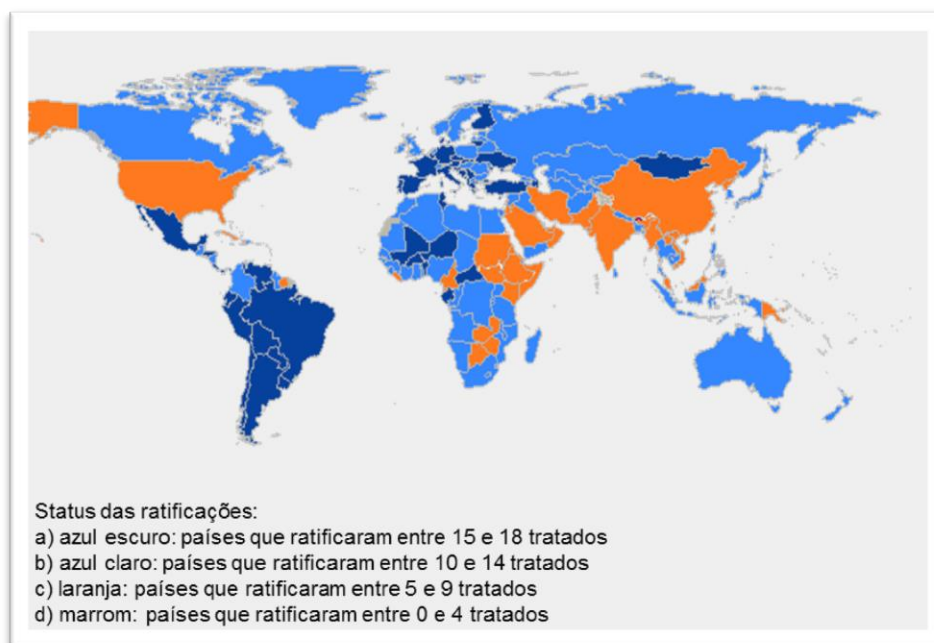 Status das ratificações:
a) azul escuro: países que ratificaram entre 15 e 18 tratados
b) azul claro: países que ratificaram entre 10 e 14 tratados
c) laranja: países que ratificaram entre 5 e 9 tratados
d) marrom: países que ratificaram entre 0 e 4 tratados